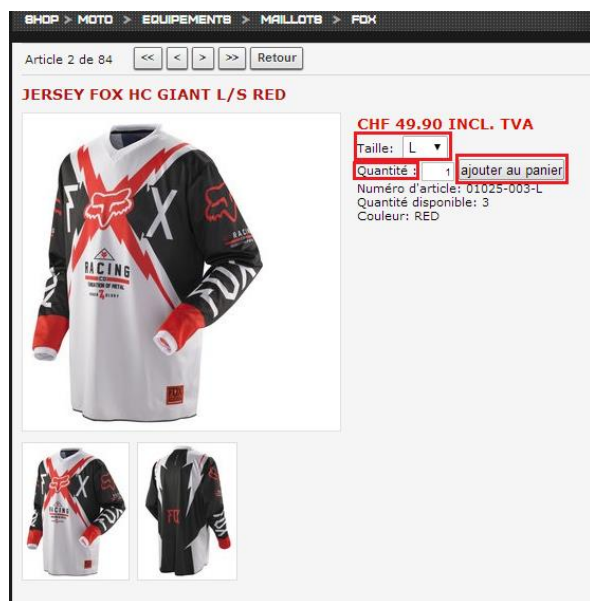 SHOP > MOTO > EQUIPEMENTS > MAILLOTS > FOX
Article 2 de 84 << < > >> Retour
JERSEY FOX HC GIANT L/S RED
CHF 49.90 INCL. TVA
Taille: L
Quantité : 1 ajouter au panier
Numéro d'article: 01025-003-L
Quantité disponible: 3
Couleur: RED
F X
RACING
FOX